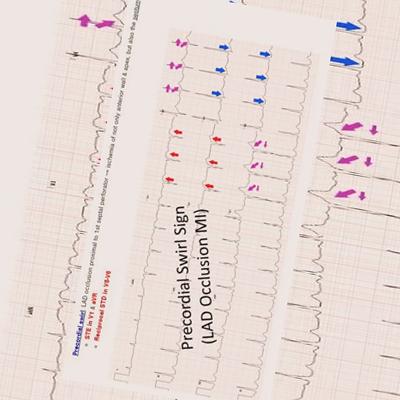 Precordial Swirl Sign
(LAD Occlusion MI)
Precordial swirl: LAD occlusion proximal to 1st septal perforator → ischemia of not only anterior wall & apex, but also the
STE in V1 & aVR
Reciprocal STD in V5-V6
aVR